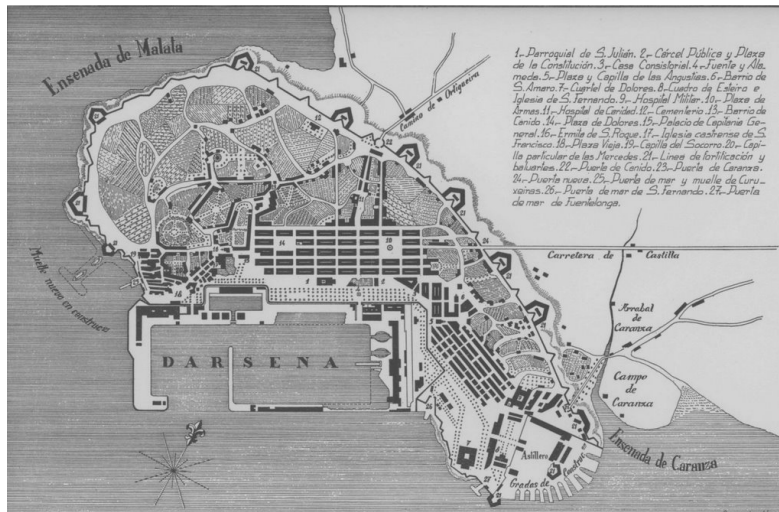 Ensenada de Malata
1.- Parroquial de S. Julián. 2.- Cárcel Pública y Plaza
de la Constitución. 3.- Casa Consistorial. 4.- Fuente y Ala-
meda. 5.- Plaza y Capilla de las Angustias. 6.- Barrio de
S. Amaro. 7.- Cuartel de Dolores. 8.- Cuadro de Esteiro e
Iglesia de S. Fernando. 9.- Hospital Militar. 10.- Plaza de
Armas. 11.- Hospital de Caridad. 12.- Cementerio. 13.- Barrio de
Canido. 14.- Plaza de Dolores. 15.- Palacio de Capitanía Ge-
neral. 16.- Ermita de S. Roque. 17.- Iglesia castrense de S.
Francisco. 18.- Plaza Vieja. 19.- Capilla del Socorro. 20.- Capi-
lla particular de las Mercedes. 21.- Línea de fortificación y
baluartes. 22.- Puerta de Canido. 23.- Puerta de Caranza.
24.- Puerta nueva. 25.- Puerta de mar y muelle de Curu-
xeiras. 26.- Puerta de mar de S. Fernando. 27.- Puerta
de mar de Fuentelonga.
Camino de Ortigueira
Carretera de Castilla
Muelle nuevo en construcc
Arrabal
de
Caranza
DARSENA
Campo
de
Caranza
Ensenada de Caranza
Astillero
Gradas de Construc